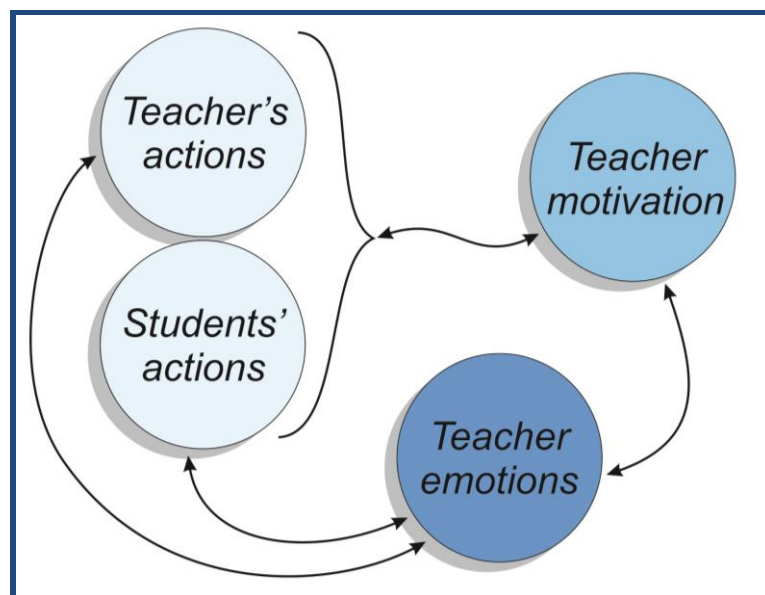 Teacher's
actions
Teacher
motivation
Students'
actions
Teacher
emotions